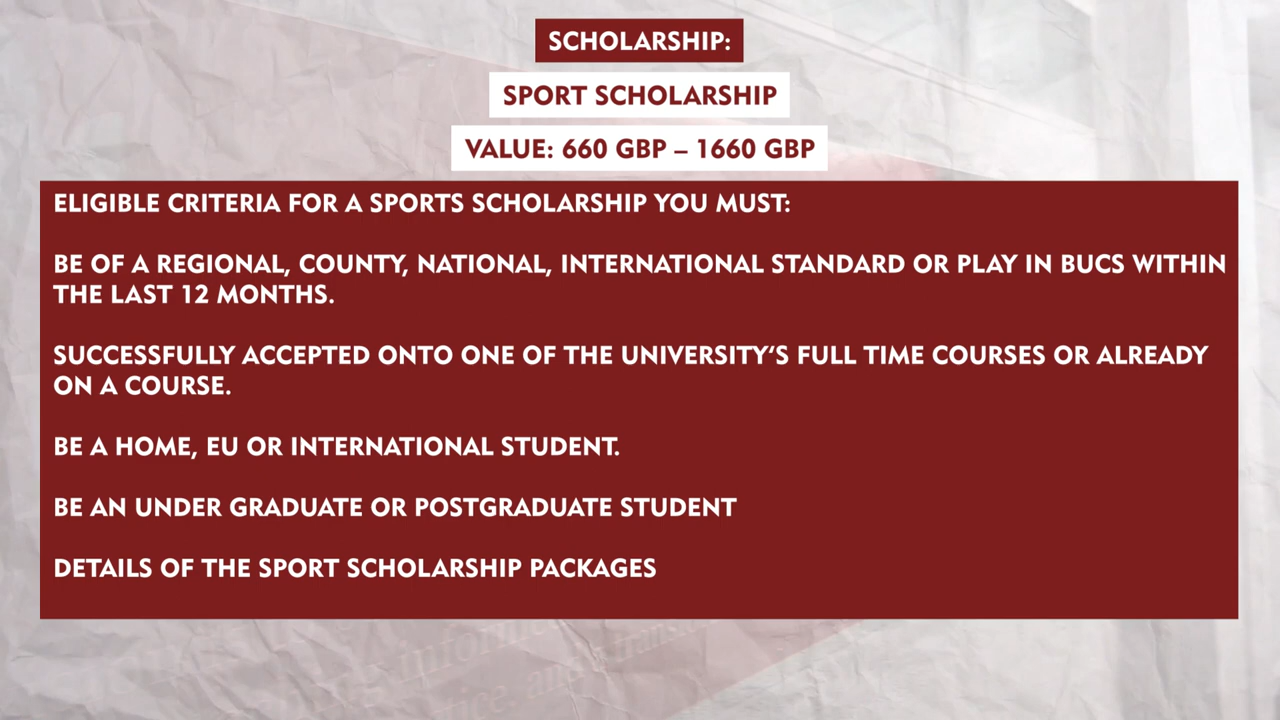 SCHOLARSHIP:
SPORT SCHOLARSHIP
VALUE: 660 GBP – 1660 GBP
ELIGIBLE CRITERIA FOR A SPORTS SCHOLARSHIP YOU MUST:
BE OF A REGIONAL, COUNTY, NATIONAL, INTERNATIONAL STANDARD OR PLAY IN BUCS WITHIN
THE LAST 12 MONTHS.
SUCCESSFULLY ACCEPTED ONTO ONE OF THE UNIVERSITY'S FULL TIME COURSES OR ALREADY
ON A COURSE.
BE A HOME, EU OR INTERNATIONAL STUDENT.
BE AN UNDER GRADUATE OR POSTGRADUATE STUDENT
DETAILS OF THE SPORT SCHOLARSHIP PACKAGES